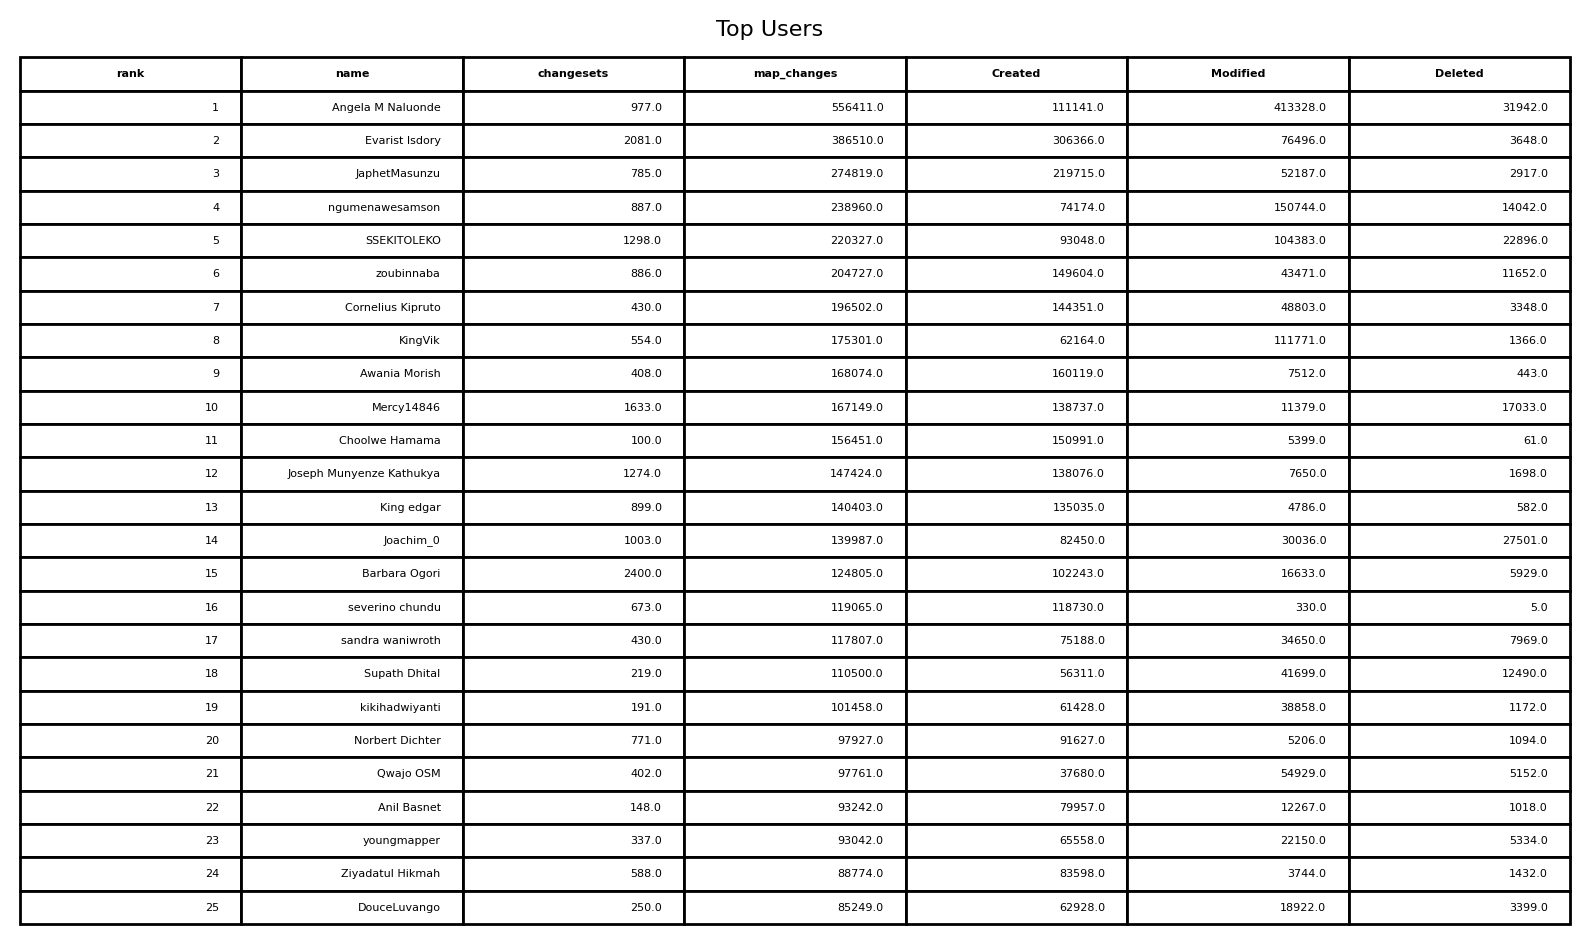 Top Users
rank name changesets map_changes Created Modified Deleted
1 Angela M Naluonde 977.0 556411.0 111141.0 413328.0 31942.0
2 Evarist Isdory 2081.0 386510.0 306366.0 76496.0 3648.0
3 JaphetMasunzu 785.0 274819.0 219715.0 52187.0 2917.0
4 ngumenawesamson 887.0 238960.0 74174.0 150744.0 14042.0
5 SSEKITOLEKO 1298.0 220327.0 93048.0 104383.0 22896.0
6 zoubinnaba 886.0 204727.0 149604.0 43471.0 11652.0
7 Cornelius Kipruto 430.0 196502.0 144351.0 48803.0 3348.0
8 KingVik 554.0 175301.0 62164.0 111771.0 1366.0
9 Awania Morish 408.0 168074.0 160119.0 7512.0 443.0
10 Mercy14846 1633.0 167149.0 138737.0 11379.0 17033.0
11 Choolwe Hamama 100.0 156451.0 150991.0 5399.0 61.0
12 Joseph Munyenze Kathukya 1274.0 147424.0 138076.0 7650.0 1698.0
13 King edgar 899.0 140403.0 135035.0 4786.0 582.0
14 Joachim_0 1003.0 139987.0 82450.0 30036.0 27501.0
15 Barbara Ogori 2400.0 124805.0 102243.0 16633.0 5929.0
16 severino chundu 673.0 119065.0 118730.0 330.0 5.0
17 sandra waniwroth 430.0 117807.0 75188.0 34650.0 7969.0
18 Supath Dhital 219.0 110500.0 56311.0 41699.0 12490.0
19 kikihadwiyanti 191.0 101458.0 61428.0 38858.0 1172.0
20 Norbert Dichter 771.0 97927.0 91627.0 5206.0 1094.0
21 Qwajo OSM 402.0 97761.0 37680.0 54929.0 5152.0
22 Anil Basnet 148.0 93242.0 79957.0 12267.0 1018.0
23 youngmapper 337.0 93042.0 65558.0 22150.0 5334.0
24 Ziyadatul Hikmah 588.0 88774.0 83598.0 3744.0 1432.0
25 DouceLuvango 250.0 85249.0 62928.0 18922.0 3399.0